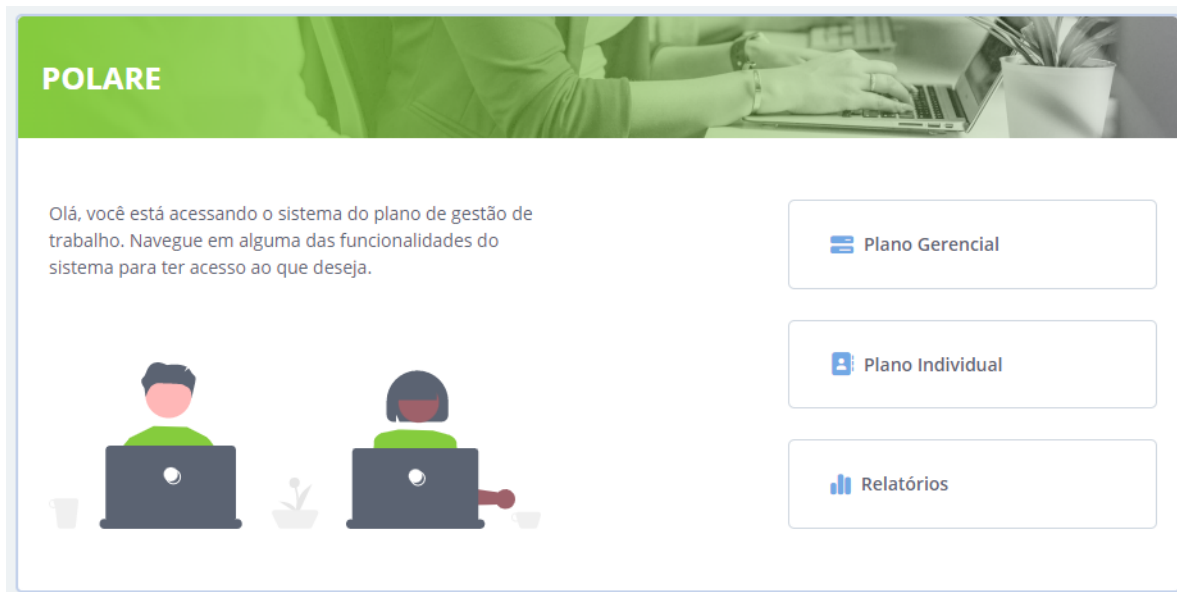 POLARE
Olá, você está acessando o sistema do plano de gestão de
trabalho. Navegue em alguma das funcionalidades do
sistema para ter acesso ao que deseja.
Plano Gerencial
Plano Individual
Relatórios